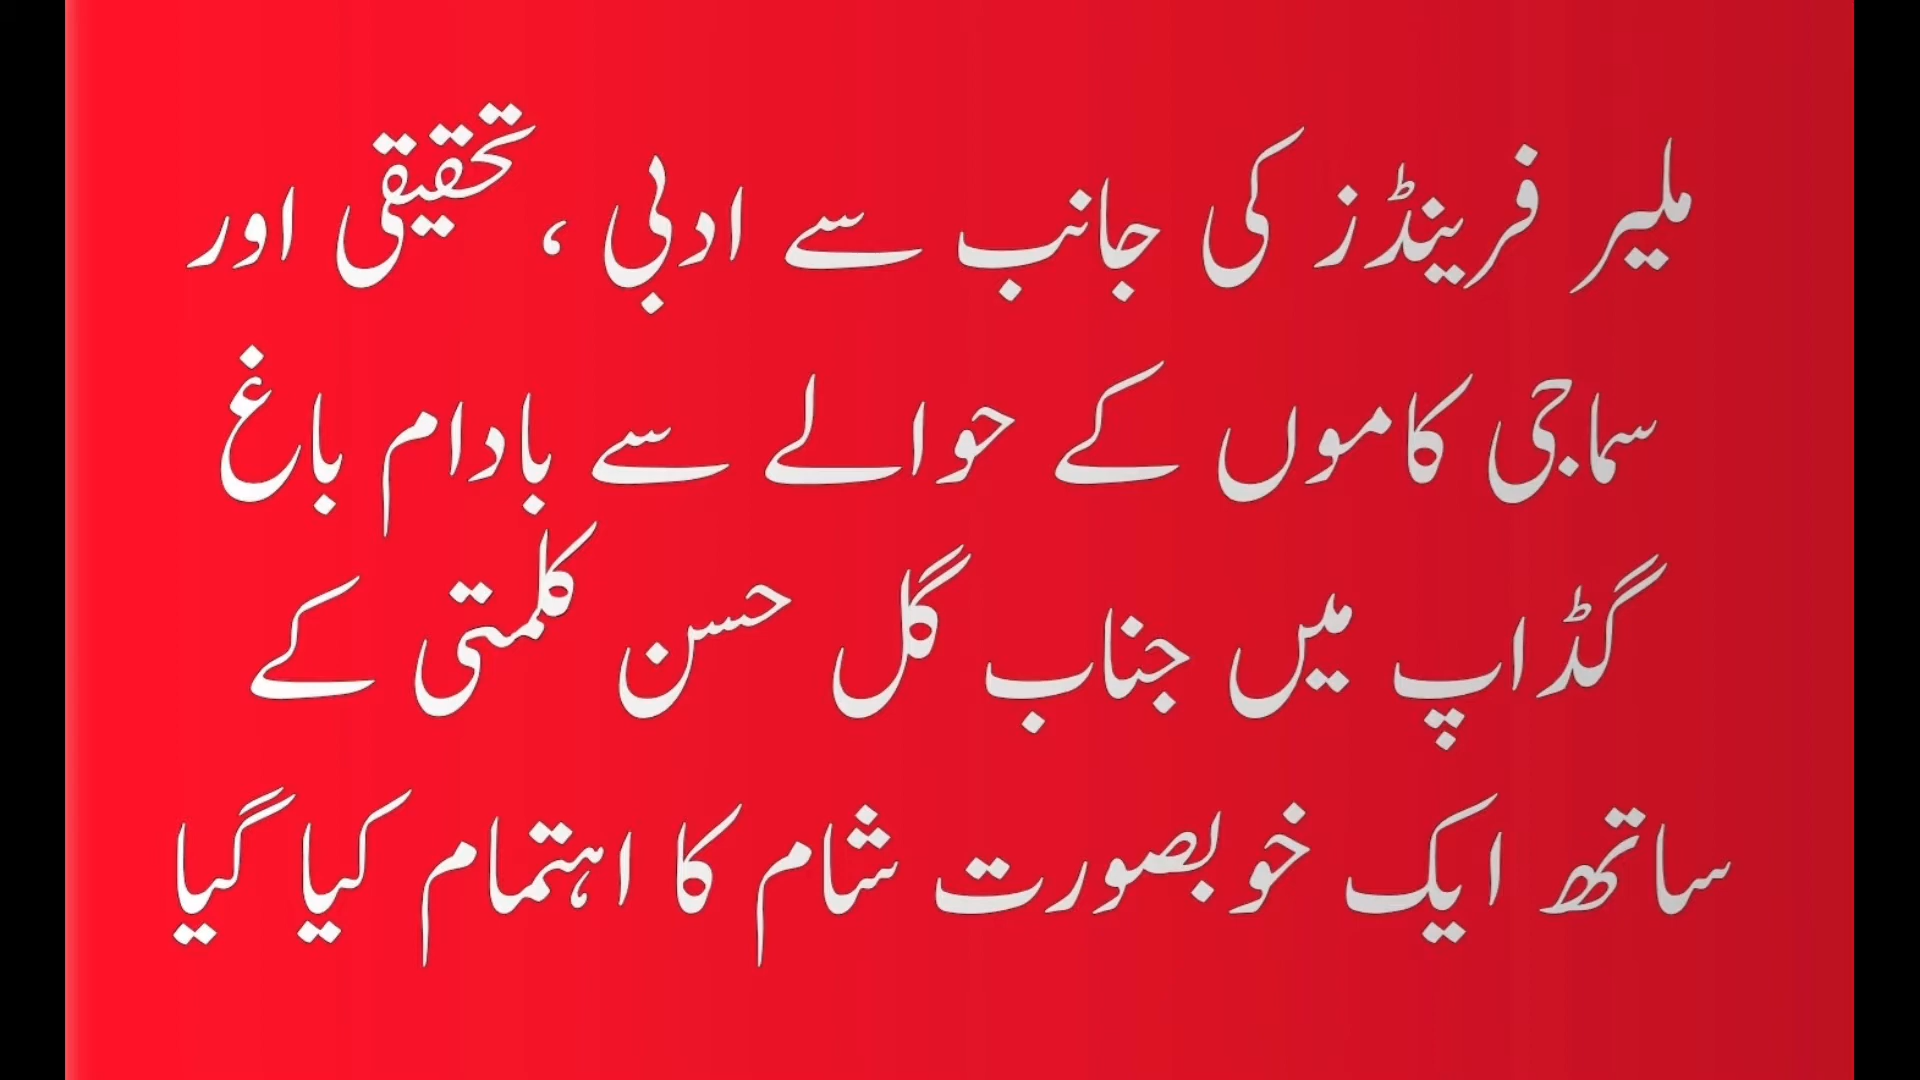 ملیر فرینڈز کی جانب سے ادبی ، تحقیقی اور
سماجی کاموں کے حوالے سے بادام باغ
گڈاپ میں جناب گل حسن کلمتی کے
ساتھ ایک خوبصورت شام کا اہتمام کیا گیا